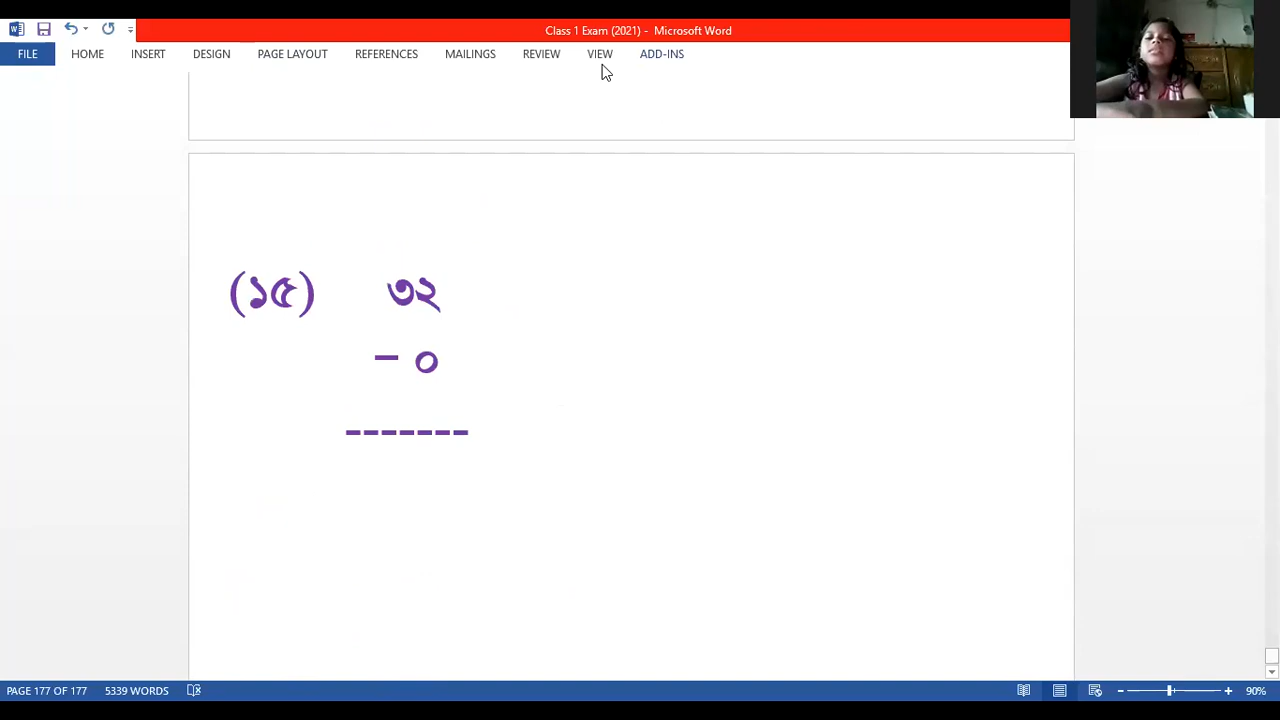 Class 1 Exam (2021) - Microsoft Word
FILE HOME INSERT DESIGN PAGE LAYOUT REFERENCES MAILINGS REVIEW VIEW ADD-INS
(১৫) ৩২
- ০
-------
PAGE 177 OF 177 5339 WORDS 90%